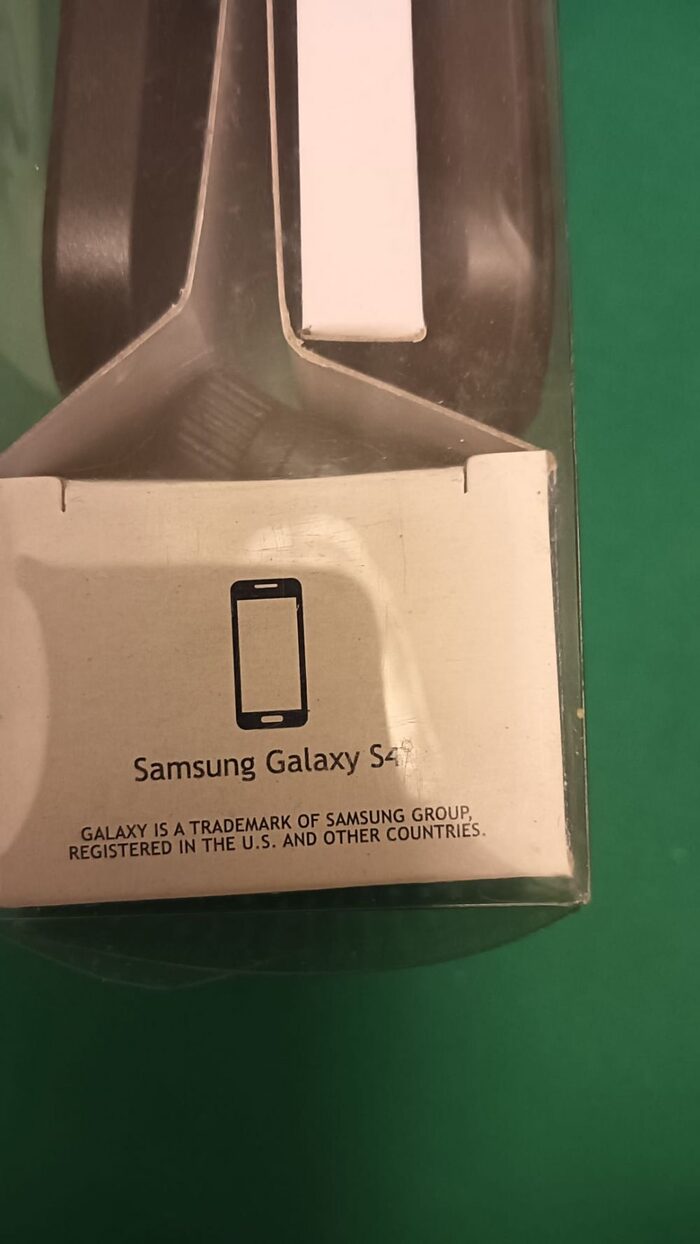 Samsung Galaxy S4®
GALAXY IS A TRADEMARK OF SAMSUNG GROUP,
REGISTERED IN THE U.S. AND OTHER COUNTRIES.